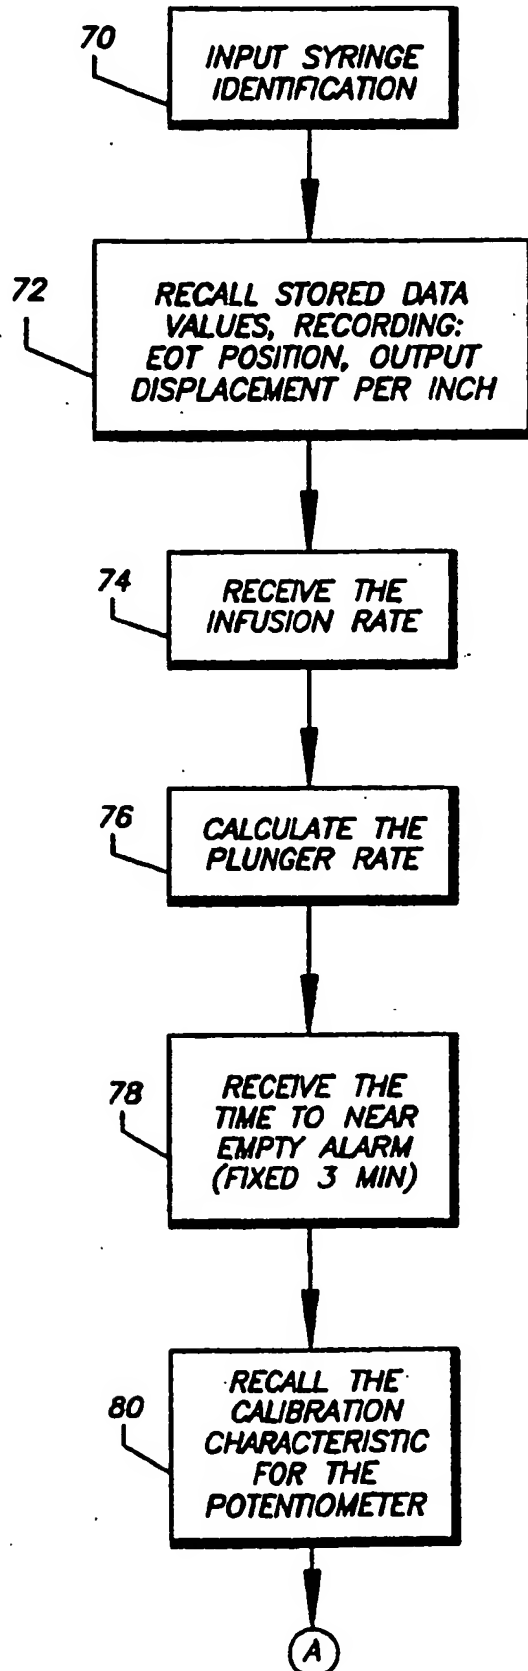 70
INPUT SYRINGE
IDENTIFICATION
72
RECALL STORED DATA
VALUES, RECORDING:
EOT POSITION, OUTPUT
DISPLACEMENT PER INCH
74
RECEIVE THE
INFUSION RATE
76
CALCULATE THE
PLUNGER RATE
78
RECEIVE THE
TIME TO NEAR
EMPTY ALARM
(FIXED 3 MIN)
80
RECALL THE
CALIBRATION
CHARACTERISTIC
FOR THE
POTENTIOMETER
A